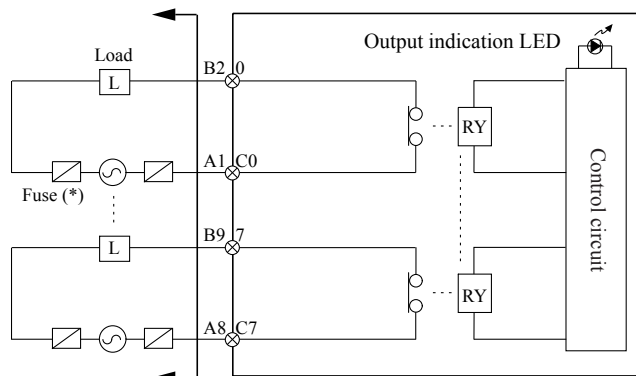 Output indication LED
Load
L
B2 0
RY
A1 C0
Fuse (*)
Control circuit
B9 7
L
RY
A8 C7